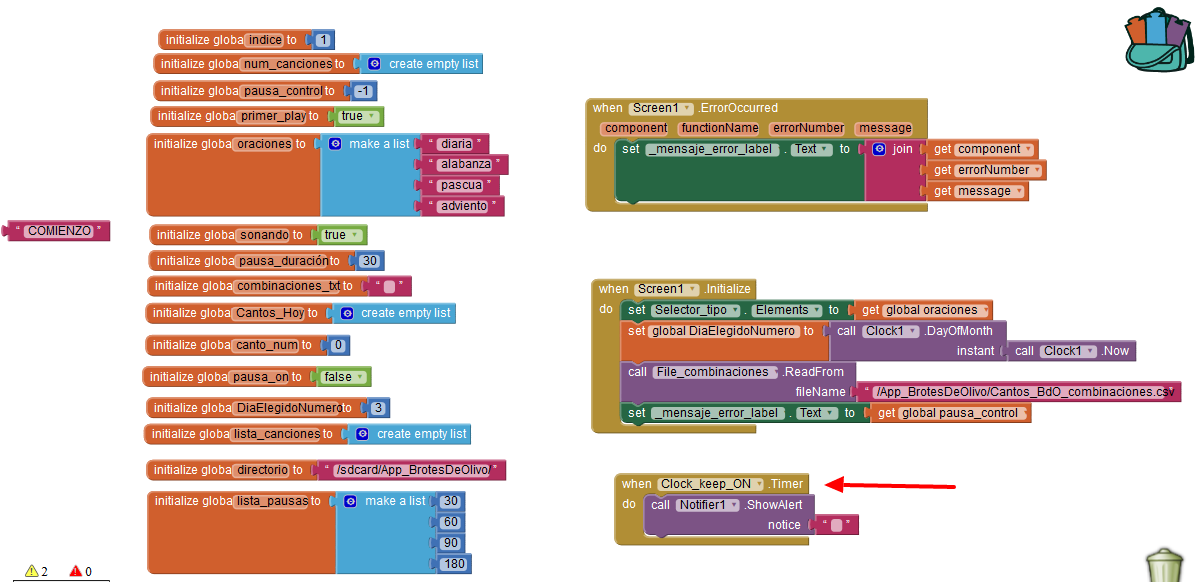 initialize global indice to 1
initialize global num_canciones to create empty list
initialize global pausa_control to -1
initialize global primer_play to true
initialize global oraciones to make a list " diaria "
" alabanza "
" pascua "
" adviento "
" COMIENZO "
initialize global sonando to true
initialize global pausa_duración to 30
initialize global combinaciones_txt to " "
initialize global Cantos_Hoy to create empty list
initialize global canto_num to 0
initialize global pausa_on to false
initialize global DiaElegidoNumero to 3
initialize global lista_canciones to create empty list
initialize global directorio to " /sdcard/App_BrotesDeOlivo/ "
initialize global lista_pausas to make a list 30
60
90
180
2 0
when Screen1 .ErrorOccurred
component functionName errorNumber message
do set _mensaje_error_label . Text to join get component
get errorNumber
get message
when Screen1 .Initialize
do set Selector_tipo . Elements to get global oraciones
set global DiaElegidoNumero to call Clock1 .DayOfMonth
instant call Clock1 .Now
call File_combinaciones .ReadFrom
fileName " /App_BrotesDeOlivo/Cantos_BdO_combinaciones.csv "
set _mensaje_error_label . Text to get global pausa_control
when Clock_keep_ON .Timer
do call Notifier1 .ShowAlert
notice " "